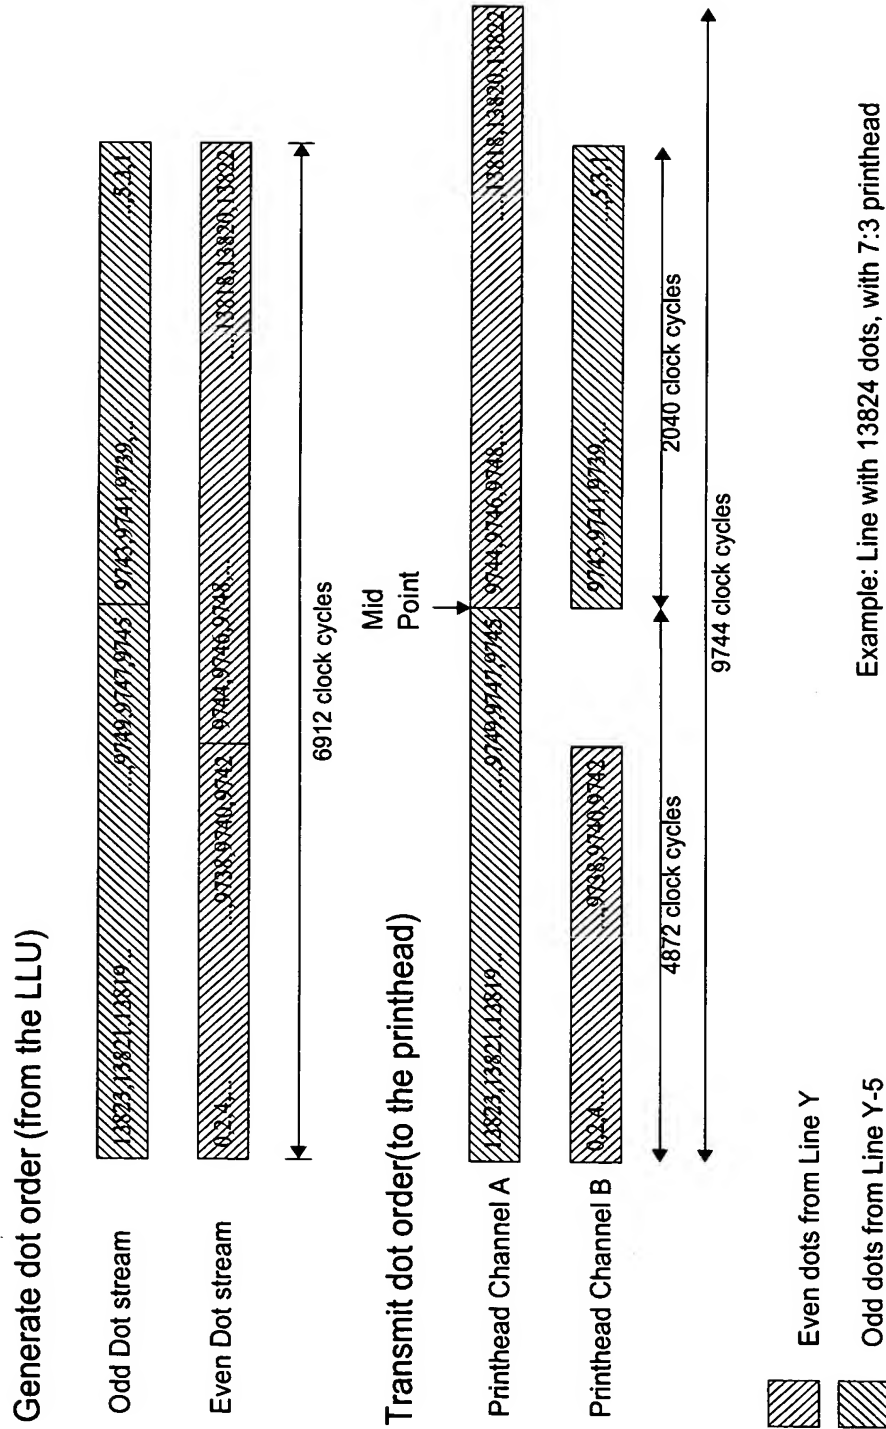 Generate dot order (from the LLU)
Odd Dot stream
13823,13821,13819...
...,9749,9747,9745
9743,9741,9739,...
...,5,3,1
Even Dot stream
0,2,4,...
...,9738,9740,9742
9744,9746,9748,...
....,13818,13820,13822
6912 clock cycles
Transmit dot order(to the printhead)
Mid
Point
Printhead Channel A
13823,13821,13819...
...,9749,9747,9745
9744,9746,9748,...
....,13818,13820,13822
Printhead Channel B
0,2,4,...
...,9738,9740,9742
9743,9741,9739,...
...,5,3,1
4872 clock cycles
2040 clock cycles
9744 clock cycles
Even dots from Line Y
Odd dots from Line Y-5
Example: Line with 13824 dots, with 7:3 printhead